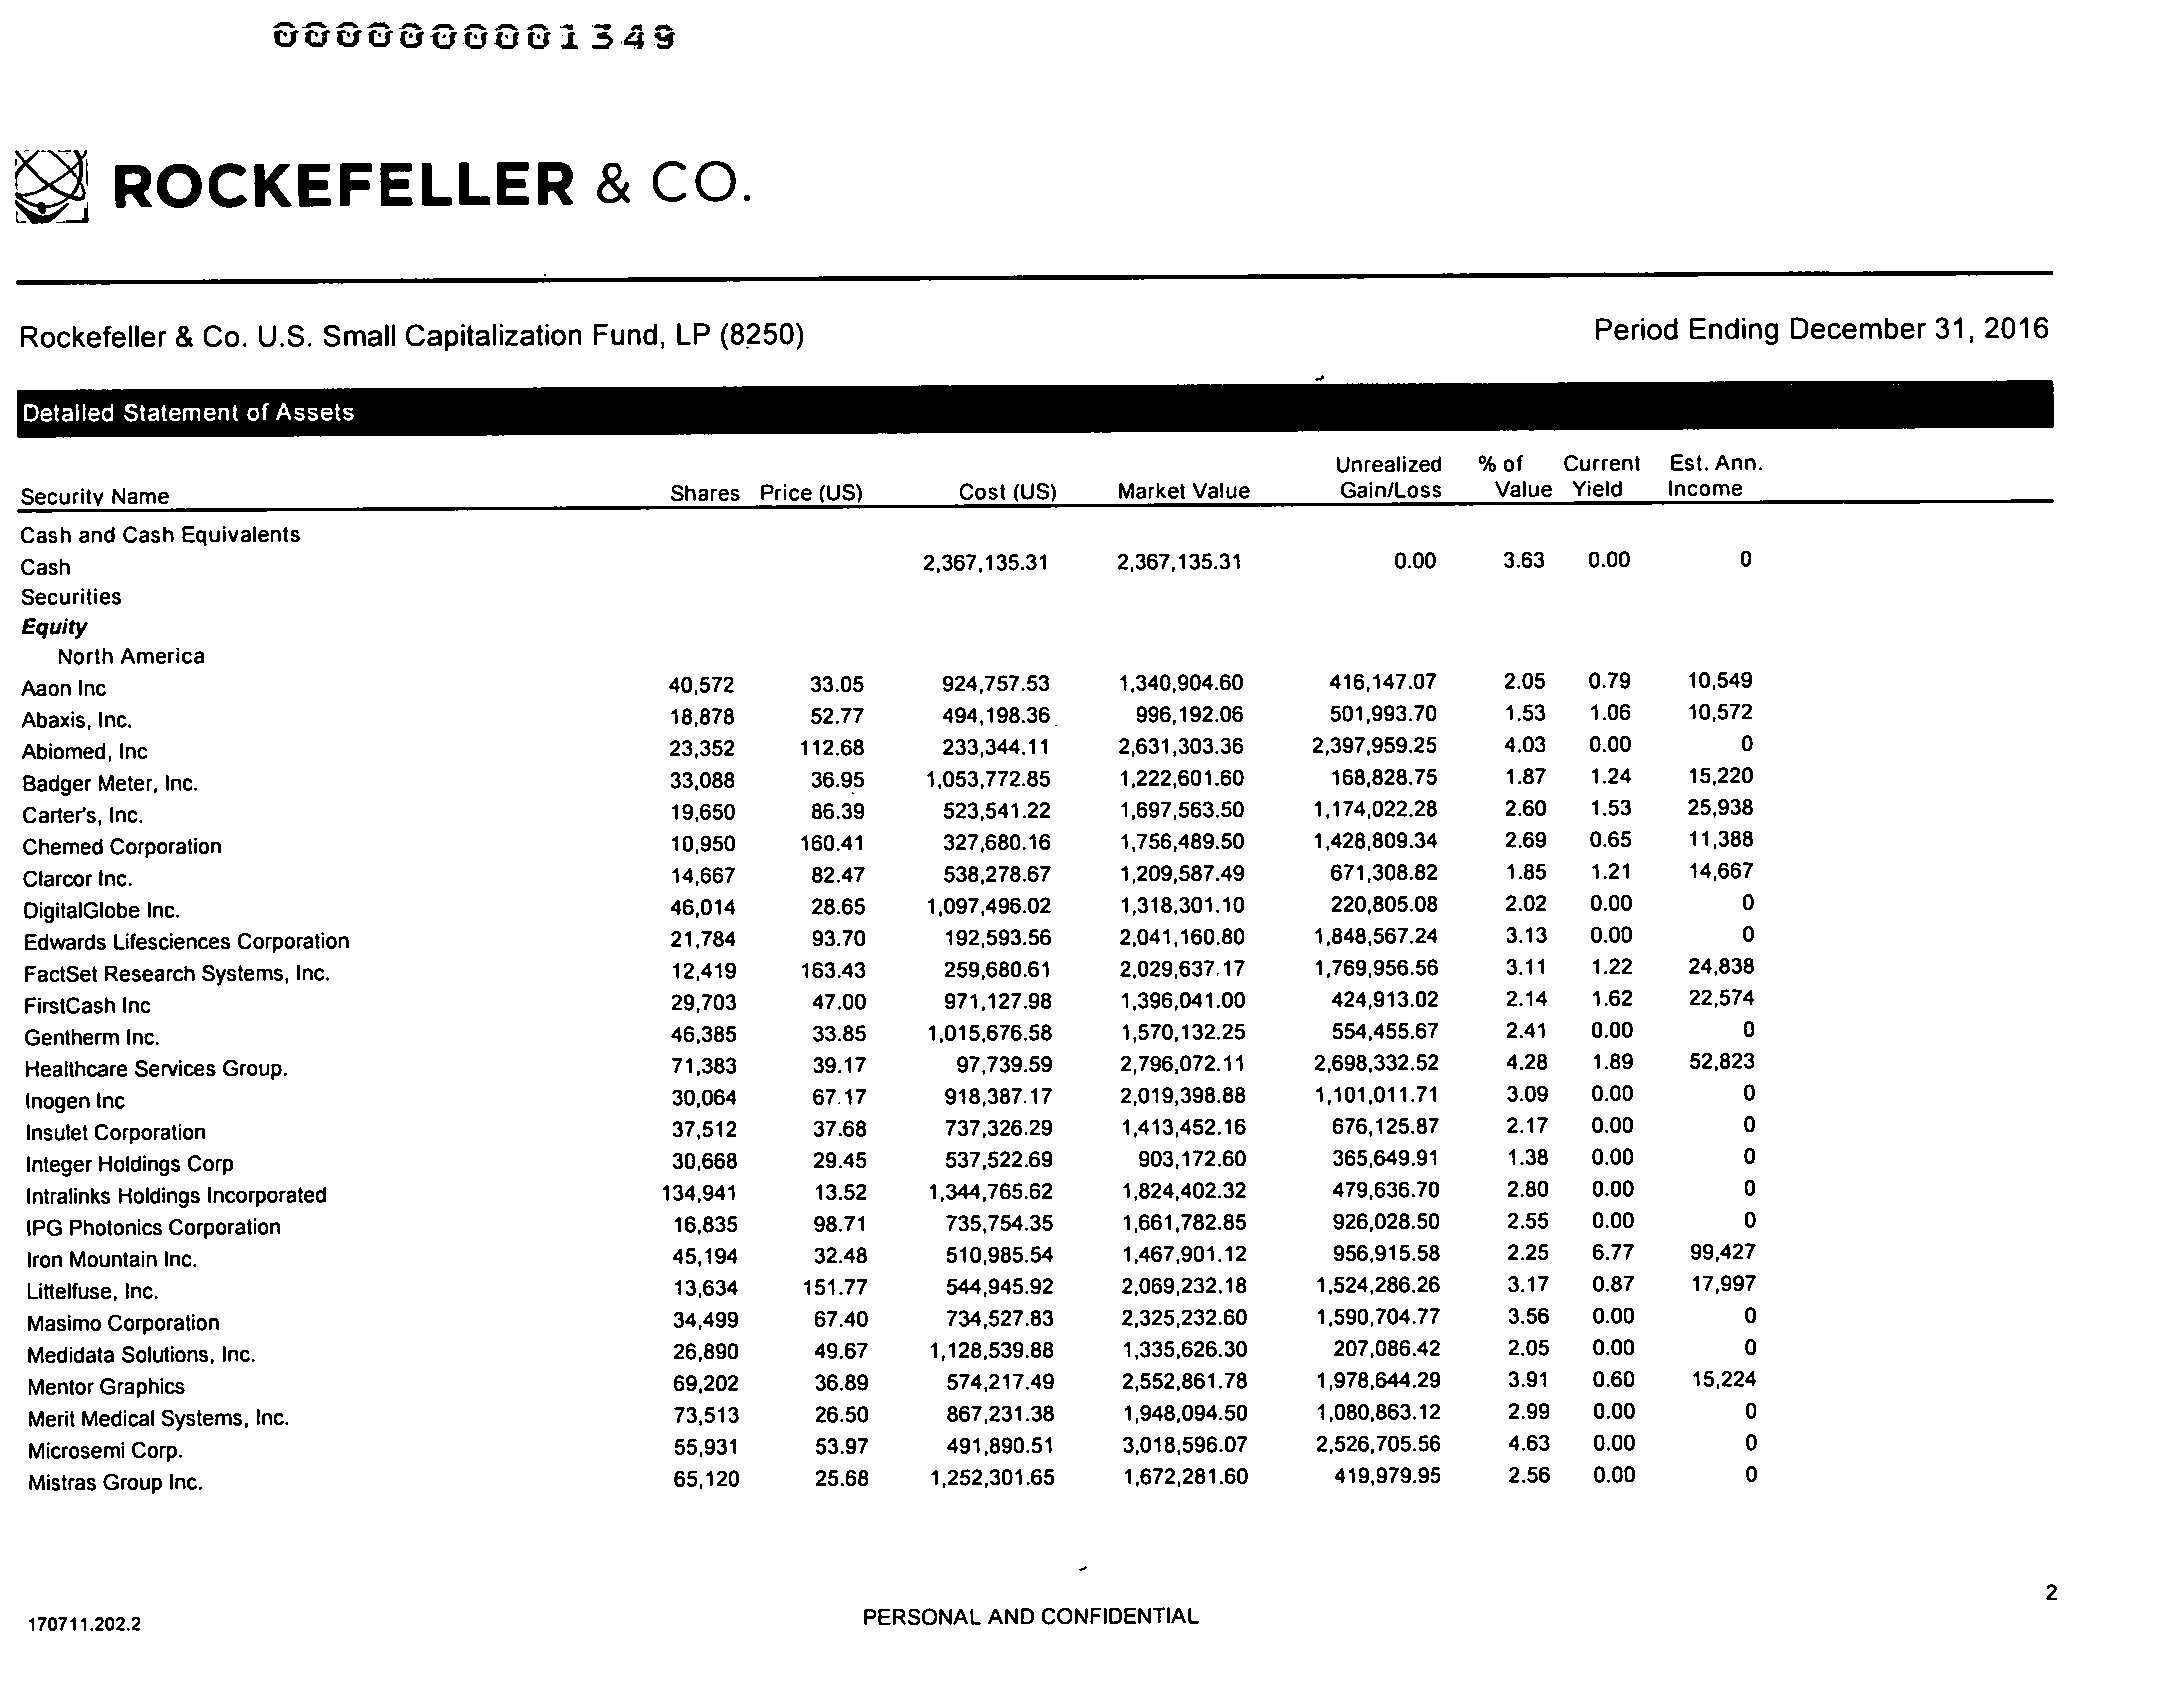 0000000001349
ROCKEFELLER & CO.
Rockefeller & Co. U.S. Small Capitalization Fund, LP (8250) Period Ending December 31, 2016
Detailed Statement of Assets
Unrealized % of Current Est. Ann.
Security Name Shares Price (US) Cost (US) Market Value Gain/Loss Value Yield Income
Cash and Cash Equivalents
Cash 2,367,135.31 2,367,135.31 0.00 3.63 0.00 0
Securities
Equity
North America
Aaon Inc 40,572 33.05 924,757.53 1,340,904.60 416,147.07 2.05 0.79 10,549
Abaxis, Inc. 18,878 52.77 494,198.36 996,192.06 501,993.70 1.53 1.06 10,572
Abiomed, Inc 23,352 112.68 233,344.11 2,631,303.36 2,397,959.25 4.03 0.00 0
Badger Meter, Inc. 33,088 36.95 1,053,772.85 1,222,601.60 168,828.75 1.87 1.24 15,220
Carter's, Inc. 19,650 86.39 523,541.22 1,697,563.50 1,174,022.28 2.60 1.53 25,938
Chemed Corporation 10,950 160.41 327,680.16 1,756,489.50 1,428,809.34 2.69 0.65 11,388
Clarcor Inc. 14,667 82.47 538,278.67 1,209,587.49 671,308.82 1.85 1.21 14,667
DigitalGlobe Inc. 46,014 28.65 1,097,496.02 1,318,301.10 220,805.08 2.02 0.00 0
Edwards Lifesciences Corporation 21,784 93.70 192,593.56 2,041,160.80 1,848,567.24 3.13 0.00 0
FactSet Research Systems, Inc. 12,419 163.43 259,680.61 2,029,637.17 1,769,956.56 3.11 1.22 24,838
FirstCash Inc 29,703 47.00 971,127.98 1,396,041.00 424,913.02 2.14 1.62 22,574
Gentherm Inc. 46,385 33.85 1,015,676.58 1,570,132.25 554,455.67 2.41 0.00 0
Healthcare Services Group. 71,383 39.17 97,739.59 2,796,072.11 2,698,332.52 4.28 1.89 52,823
Inogen Inc 30,064 67.17 918,387.17 2,019,398.88 1,101,011.71 3.09 0.00 0
Insulet Corporation 37,512 37.68 737,326.29 1,413,452.16 676,125.87 2.17 0.00 0
Integer Holdings Corp 30,668 29.45 537,522.69 903,172.60 365,649.91 1.38 0.00 0
Intralinks Holdings Incorporated 134,941 13.52 1,344,765.62 1,824,402.32 479,636.70 2.80 0.00 0
IPG Photonics Corporation 16,835 98.71 735,754.35 1,661,782.85 926,028.50 2.55 0.00 0
Iron Mountain Inc. 45,194 32.48 510,985.54 1,467,901.12 956,915.58 2.25 6.77 99,427
Littelfuse, Inc. 13,634 151.77 544,945.92 2,069,232.18 1,524,286.26 3.17 0.87 17,997
Masimo Corporation 34,499 67.40 734,527.83 2,325,232.60 1,590,704.77 3.56 0.00 0
Medidata Solutions, Inc. 26,890 49.67 1,128,539.88 1,335,626.30 207,086.42 2.05 0.00 0
Mentor Graphics 69,202 36.89 574,217.49 2,552,861.78 1,978,644.29 3.91 0.60 15,224
Merit Medical Systems, Inc. 73,513 26.50 867,231.38 1,948,094.50 1,080,863.12 2.99 0.00 0
Microsemi Corp. 55,931 53.97 491,890.51 3,018,596.07 2,526,705.56 4.63 0.00 0
Mistras Group Inc. 65,120 25.68 1,252,301.65 1,672,281.60 419,979.95 2.56 0.00 0
170711.202.2 PERSONAL AND CONFIDENTIAL 2